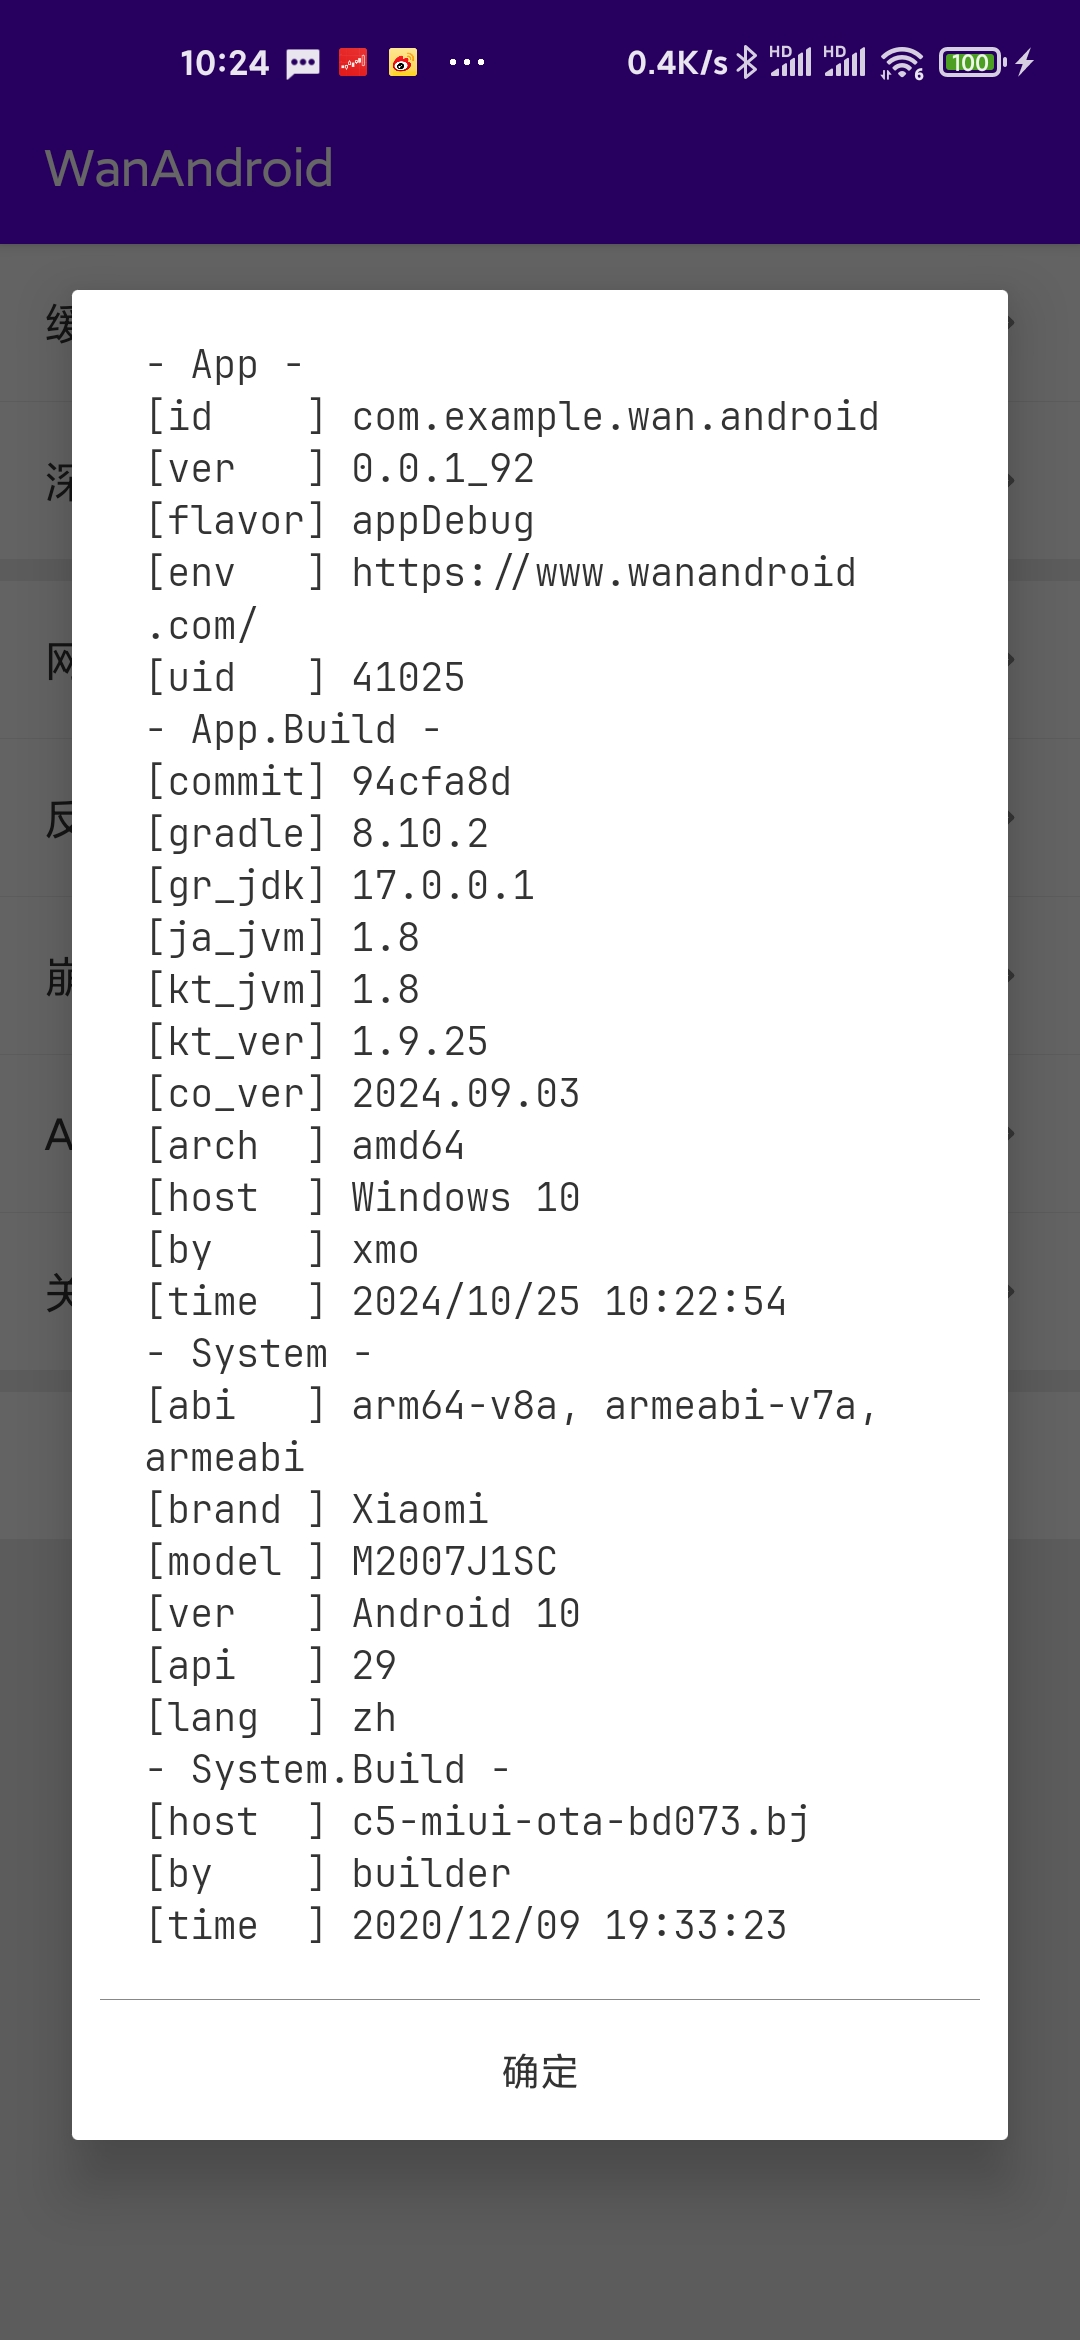 10:24 0.4K/s HD HD 6 100
WanAndroid
缓
深
网
反
崩
A
关
- App -
[id    ] com.example.wan.android
[ver   ] 0.0.1_92
[flavor] appDebug
[env   ] https://www.wanandroid
.com/
[uid   ] 41025
- App.Build -
[commit] 94cfa8d
[gradle] 8.10.2
[gr_jdk] 17.0.0.1
[ja_jvm] 1.8
[kt_jvm] 1.8
[kt_ver] 1.9.25
[co_ver] 2024.09.03
[arch  ] amd64
[host  ] Windows 10
[by    ] xmo
[time  ] 2024/10/25 10:22:54
- System -
[abi   ] arm64-v8a, armeabi-v7a,
armeabi
[brand ] Xiaomi
[model ] M2007J1SC
[ver   ] Android 10
[api   ] 29
[lang  ] zh
- System.Build -
[host  ] c5-miui-ota-bd073.bj
[by    ] builder
[time  ] 2020/12/09 19:33:23
确定